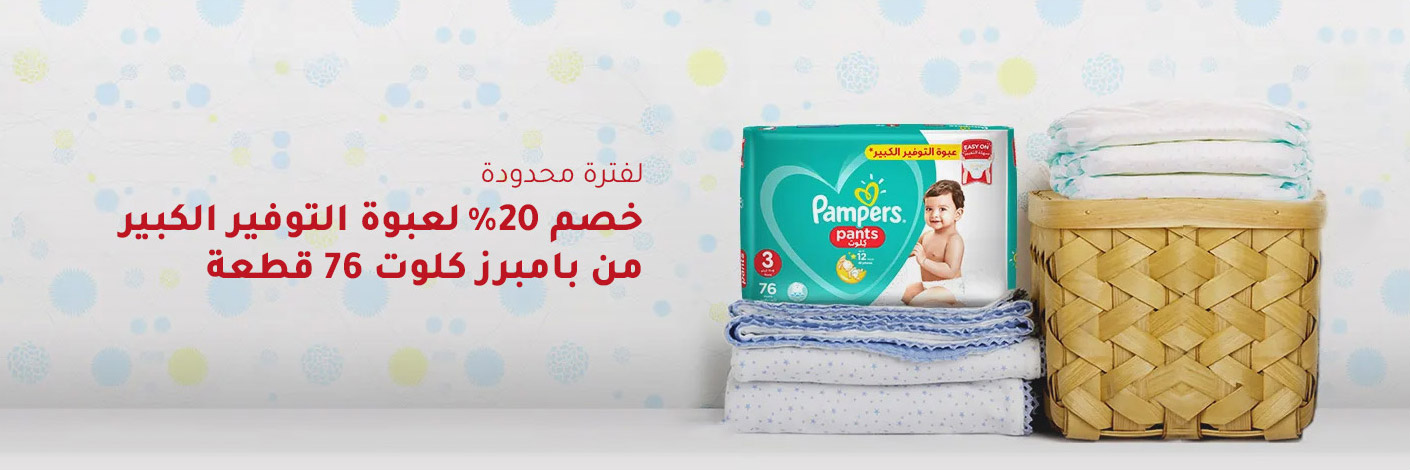 لفترة محدودة
خصم 20% لعبوة التوفير الكبير
من بامبرز كلوت 76 قطعة
عبوة التوفير الكبير*
EASY ON
Pampers.
pants
كلوت
3
12
76